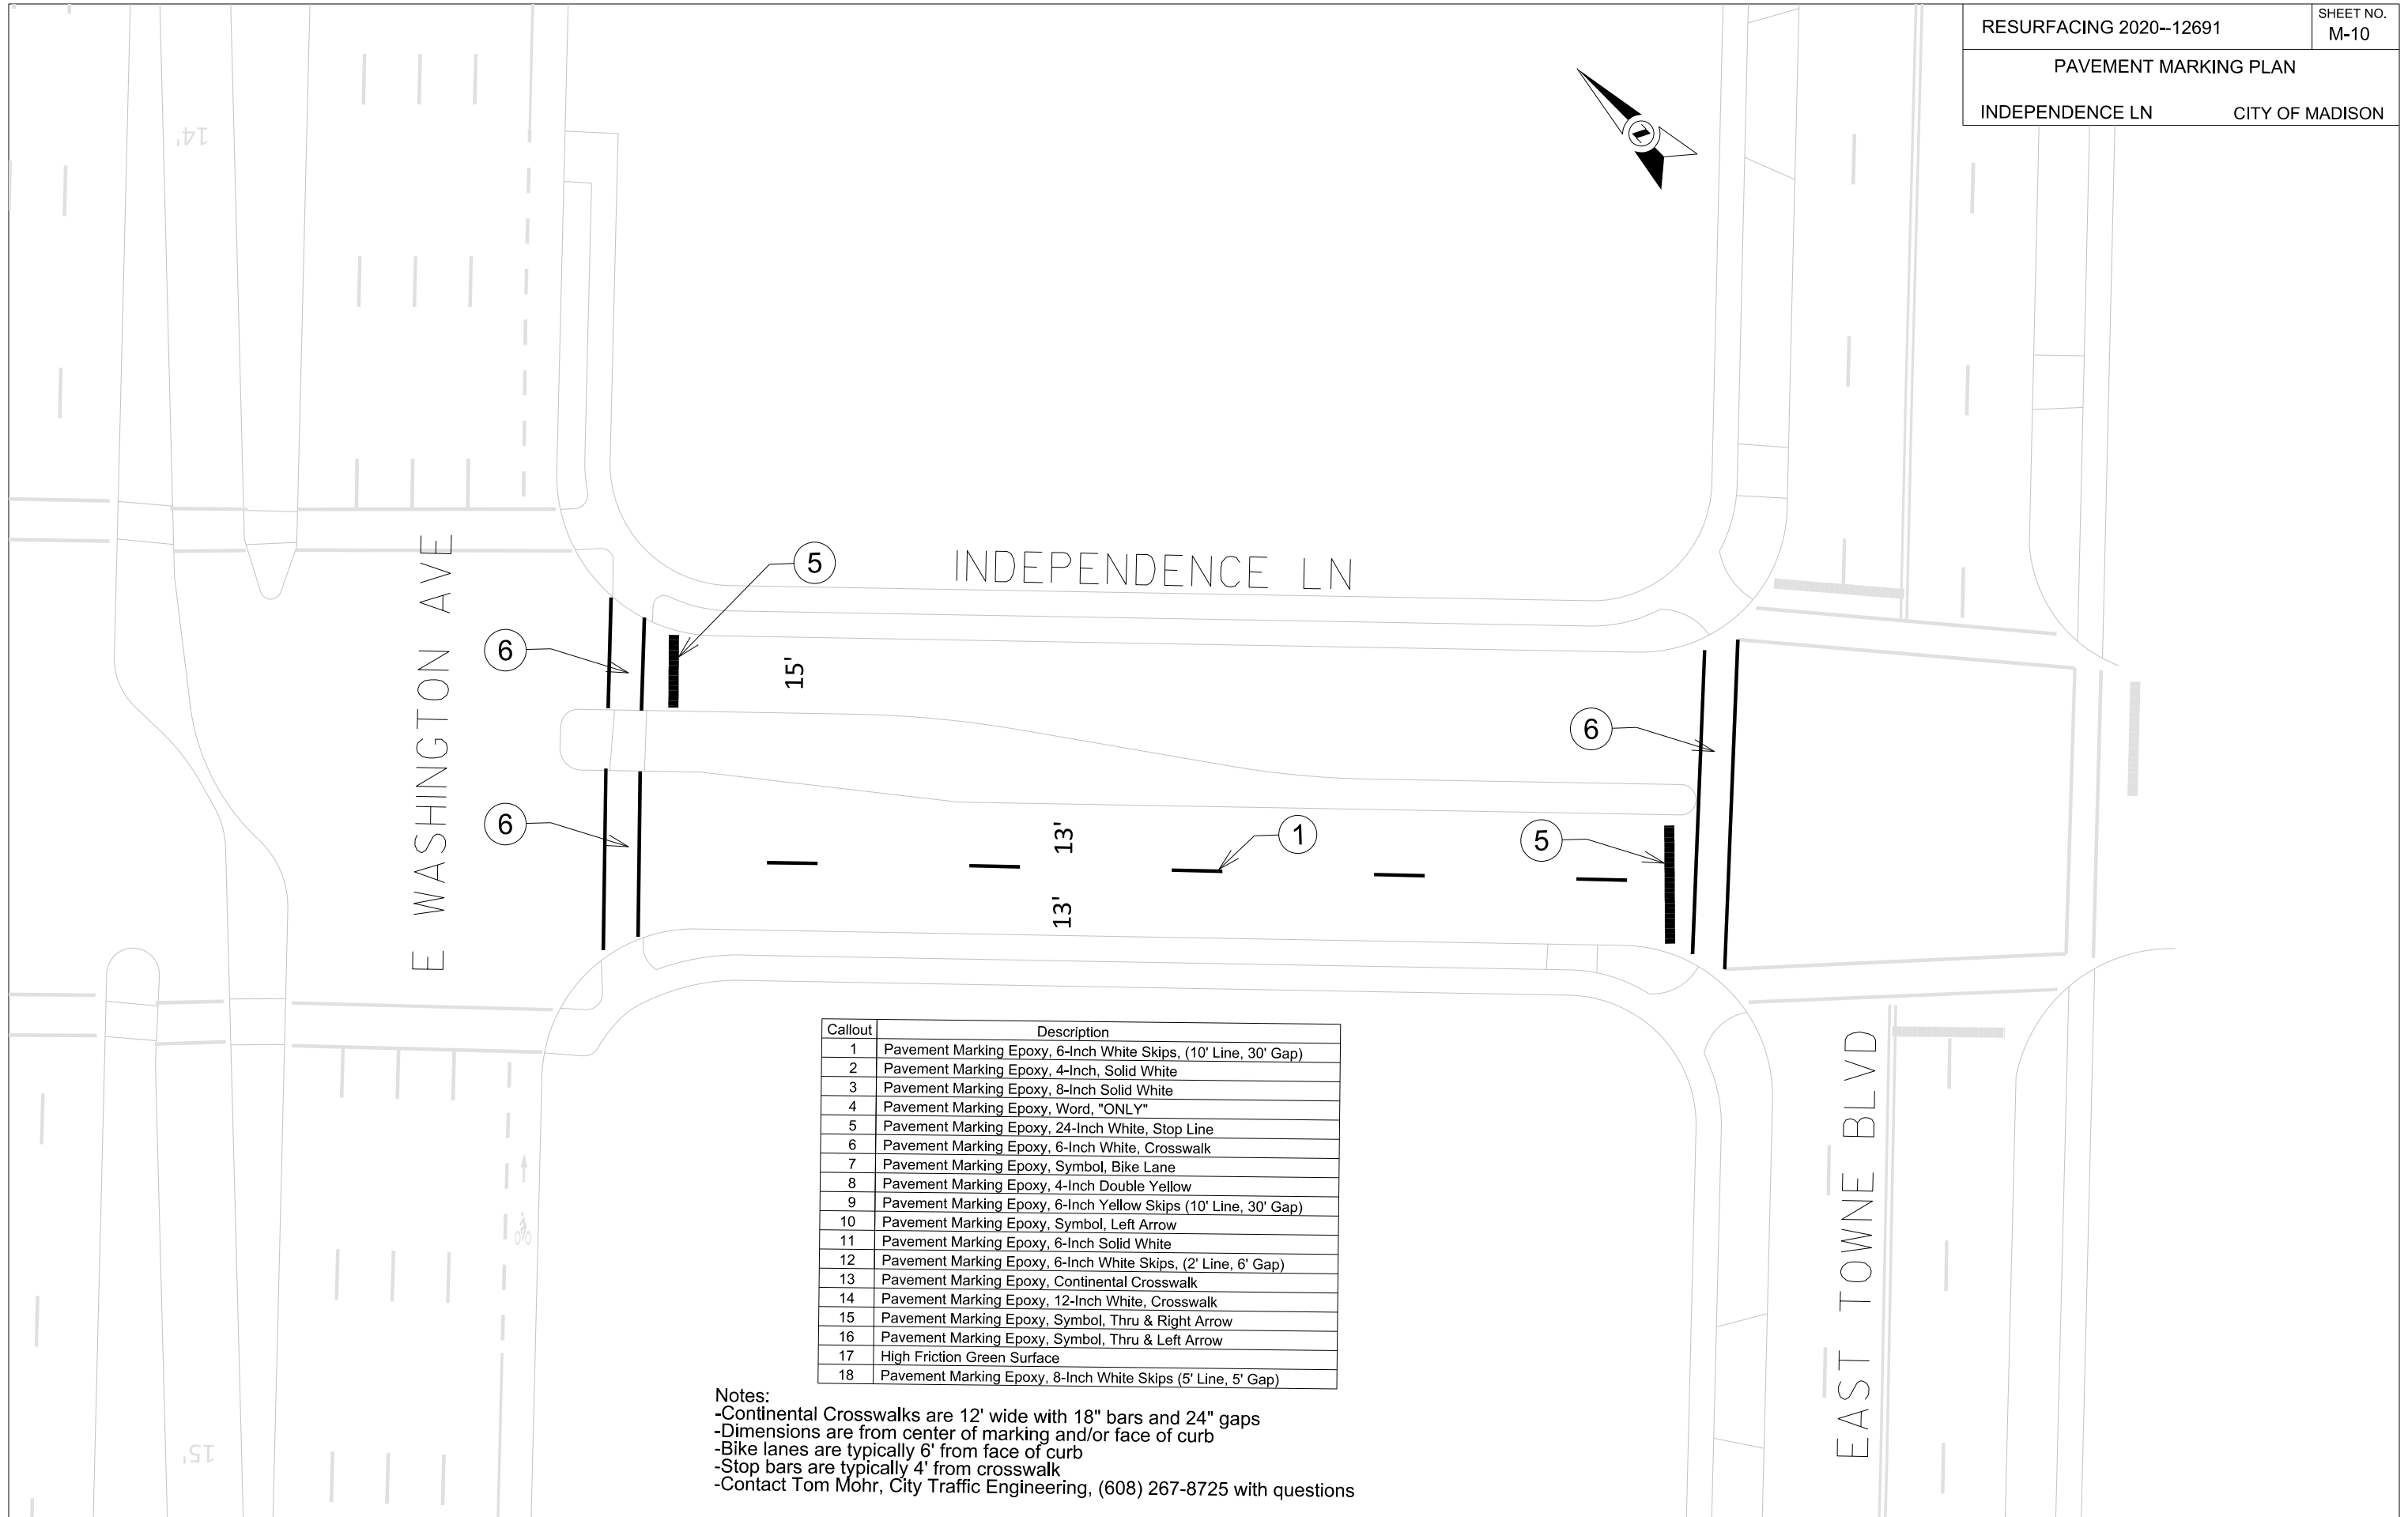 RESURFACING 2020--12691
SHEET NO.
M-10
PAVEMENT MARKING PLAN
INDEPENDENCE LN CITY OF MADISON
14'
N
INDEPENDENCE LN
5
6
15'
E WASHINGTON AVE
6
6
13'
1
5
13'
EAST TOWNE BLVD
15'
Callout Description
1 Pavement Marking Epoxy, 6-Inch White Skips, (10' Line, 30' Gap)
2 Pavement Marking Epoxy, 4-Inch, Solid White
3 Pavement Marking Epoxy, 8-Inch Solid White
4 Pavement Marking Epoxy, Word, "ONLY"
5 Pavement Marking Epoxy, 24-Inch White, Stop Line
6 Pavement Marking Epoxy, 6-Inch White, Crosswalk
7 Pavement Marking Epoxy, Symbol, Bike Lane
8 Pavement Marking Epoxy, 4-Inch Double Yellow
9 Pavement Marking Epoxy, 6-Inch Yellow Skips (10' Line, 30' Gap)
10 Pavement Marking Epoxy, Symbol, Left Arrow
11 Pavement Marking Epoxy, 6-Inch Solid White
12 Pavement Marking Epoxy, 6-Inch White Skips, (2' Line, 6' Gap)
13 Pavement Marking Epoxy, Continental Crosswalk
14 Pavement Marking Epoxy, 12-Inch White, Crosswalk
15 Pavement Marking Epoxy, Symbol, Thru & Right Arrow
16 Pavement Marking Epoxy, Symbol, Thru & Left Arrow
17 High Friction Green Surface
18 Pavement Marking Epoxy, 8-Inch White Skips (5' Line, 5' Gap)
Notes:
-Continental Crosswalks are 12' wide with 18" bars and 24" gaps
-Dimensions are from center of marking and/or face of curb
-Bike lanes are typically 6' from face of curb
-Stop bars are typically 4' from crosswalk
-Contact Tom Mohr, City Traffic Engineering, (608) 267-8725 with questions